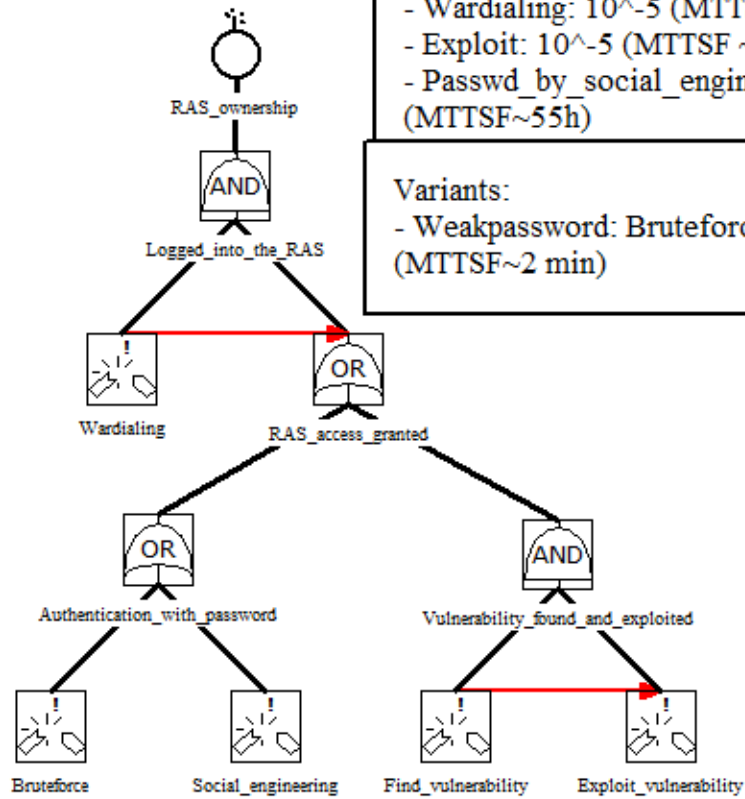 - Wardialing: 10^-5 (MTT
- Exploit: 10^-5 (MTTSF ~
- Passwd_by_social_engin
(MTTSF~55h)
RAS_ownership
AND
Variants:
- Weakpassword: Bruteforc
(MTTSF~2 min)
Logged_into_the_RAS
!
OR
Wardialing
RAS_access_granted
OR
AND
Authentication_with_password
Vulnerability_found_and_exploited
! ! ! !
Bruteforce
Social_engineering
Find_vulnerability
Exploit_vulnerability